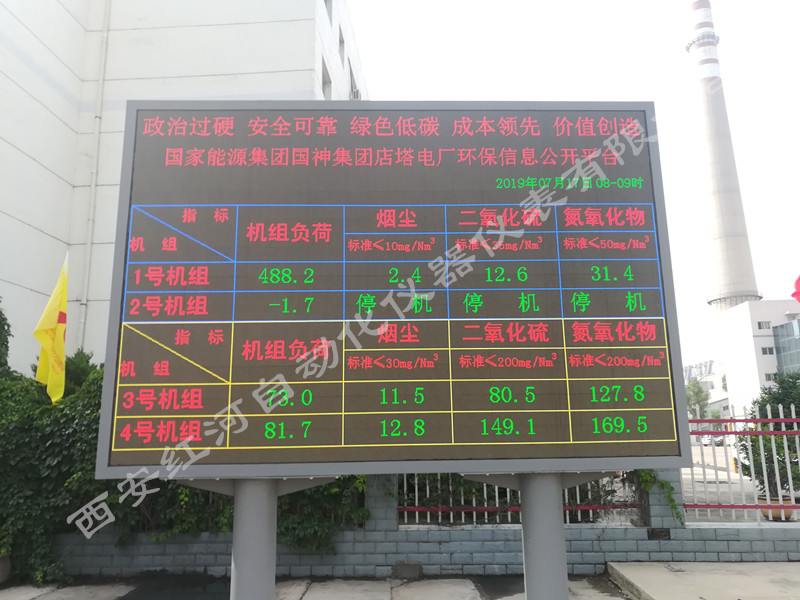 政治过硬 安全可靠 绿色低碳 成本领先 价值创造
国家能源集团国神集团店塔电厂环保信息公开平台
2019年07月17日 08-09时
指 标 机组负荷 烟尘 二氧化硫 氮氧化物
机 组 标准≤10mg/Nm³ 标准≤35mg/Nm³ 标准≤50mg/Nm³
1号机组 488.2 2.4 12.6 31.4
2号机组 -1.7 停 机 停 机 停 机
指 标 机组负荷 烟尘 二氧化硫 氮氧化物
机 组 标准≤30mg/Nm³ 标准≤200mg/Nm³ 标准≤200mg/Nm³
3号机组 73.0 11.5 80.5 127.8
4号机组 81.7 12.8 149.1 169.5
西安红河自动化仪器仪表有限